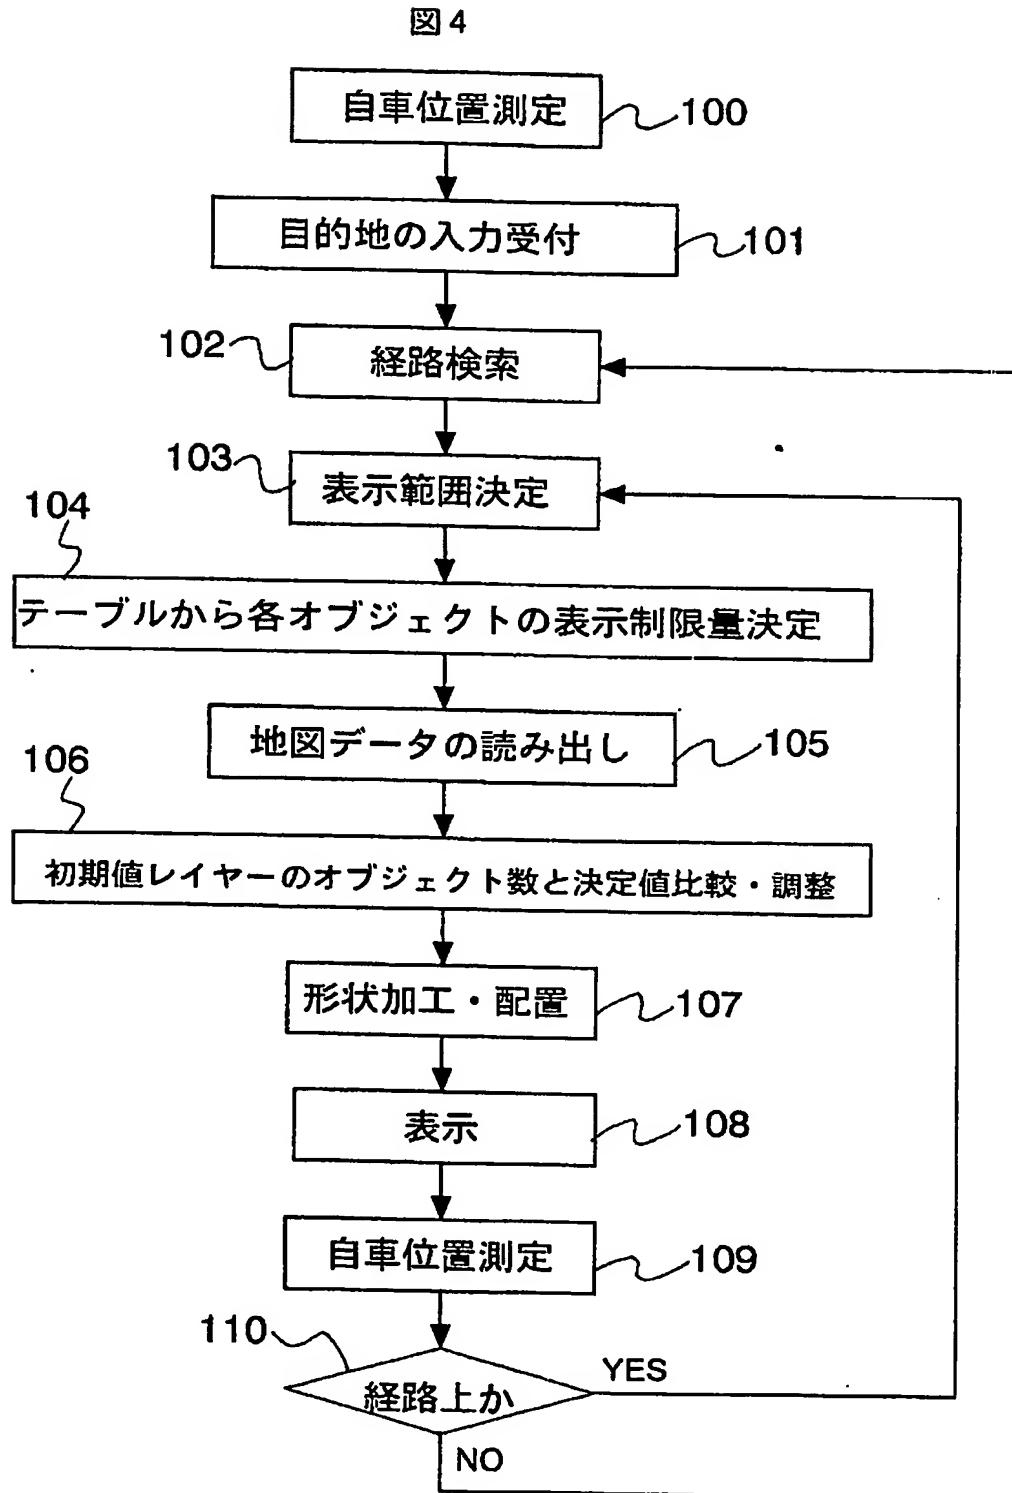 図4
自車位置測定
100
目的地の入力受付
101
102
経路検索
103
表示範囲決定
104
テーブルから各オブジェクトの表示制限量決定
地図データの読み出し
105
106
初期値レイヤーのオブジェクト数と決定値比較・調整
形状加工・配置
107
表示
108
自車位置測定
109
110
経路上か
YES
NO